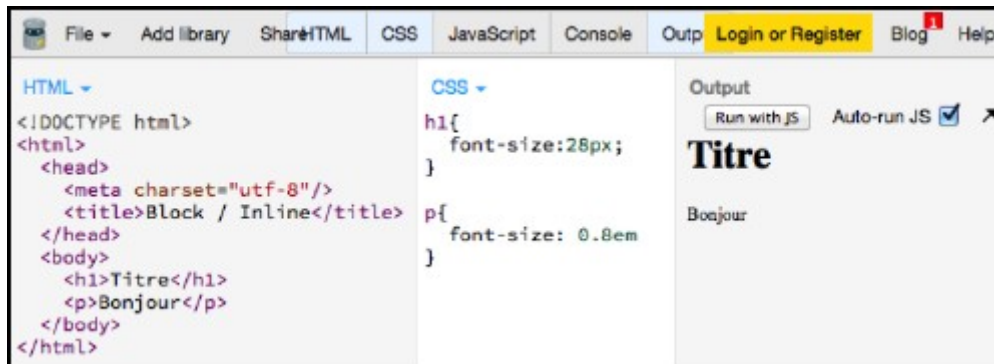 File Add library Share HTML CSS JavaScript Console Outp Login or Register Blog 1 Help
HTML
<!DOCTYPE html>
<html>
<head>
<meta charset="utf-8"/>
<title>Block / Inline</title>
</head>
<body>
<h1>Titre</h1>
<p>Bonjour</p>
</body>
</html>
CSS
h1{
font-size:28px;
}
p{
font-size: 0.8em
}
Output
Run with JS Auto-run JS
Titre
Bonjour